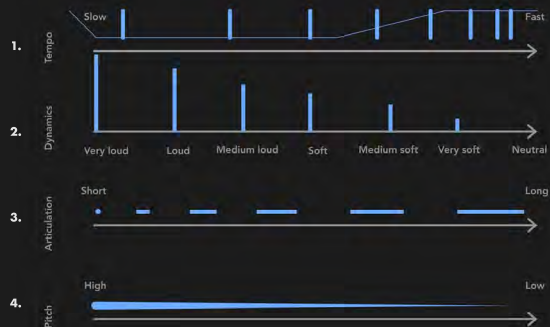 Slow
Fast
1.
Tempo
2.
Dynamics
Very loud Loud Medium loud Soft Medium soft Very soft Neutral
Short
Long
3.
Articulation
High
Low
4.
Pitch